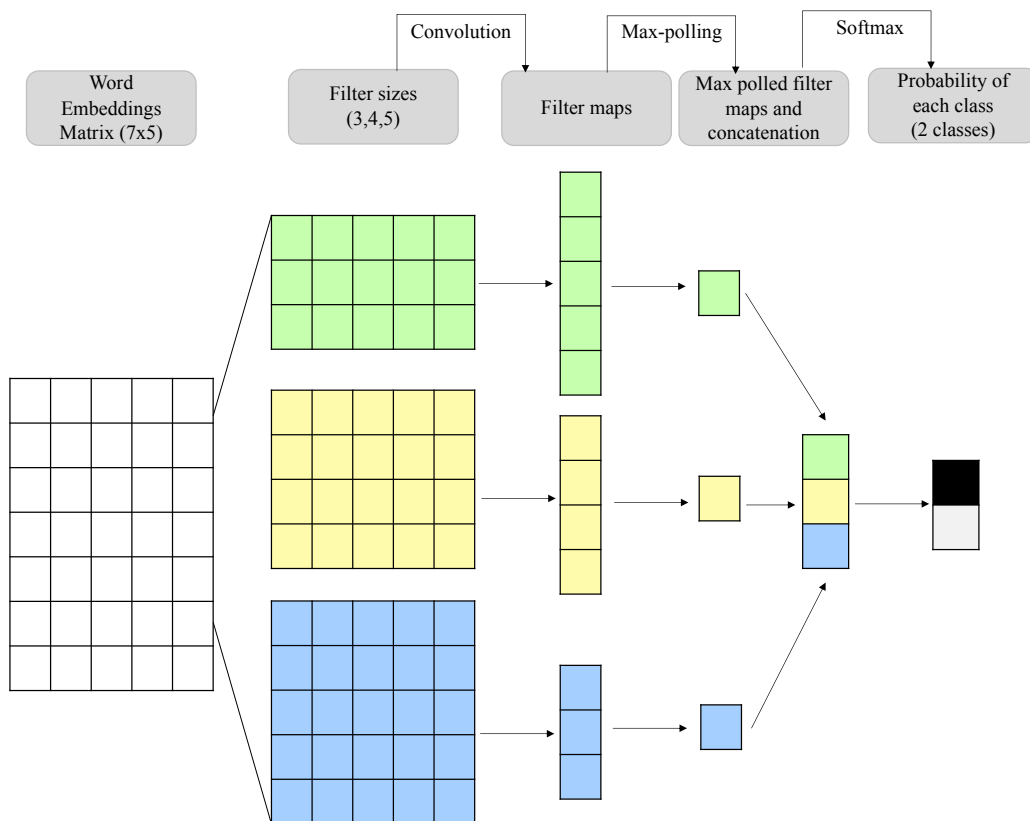 Convolution
Max-polling
Softmax
Word
Embeddings
Matrix (7x5)
Filter sizes
(3,4,5)
Filter maps
Max polled filter
maps and
concatenation
Probability of
each class
(2 classes)